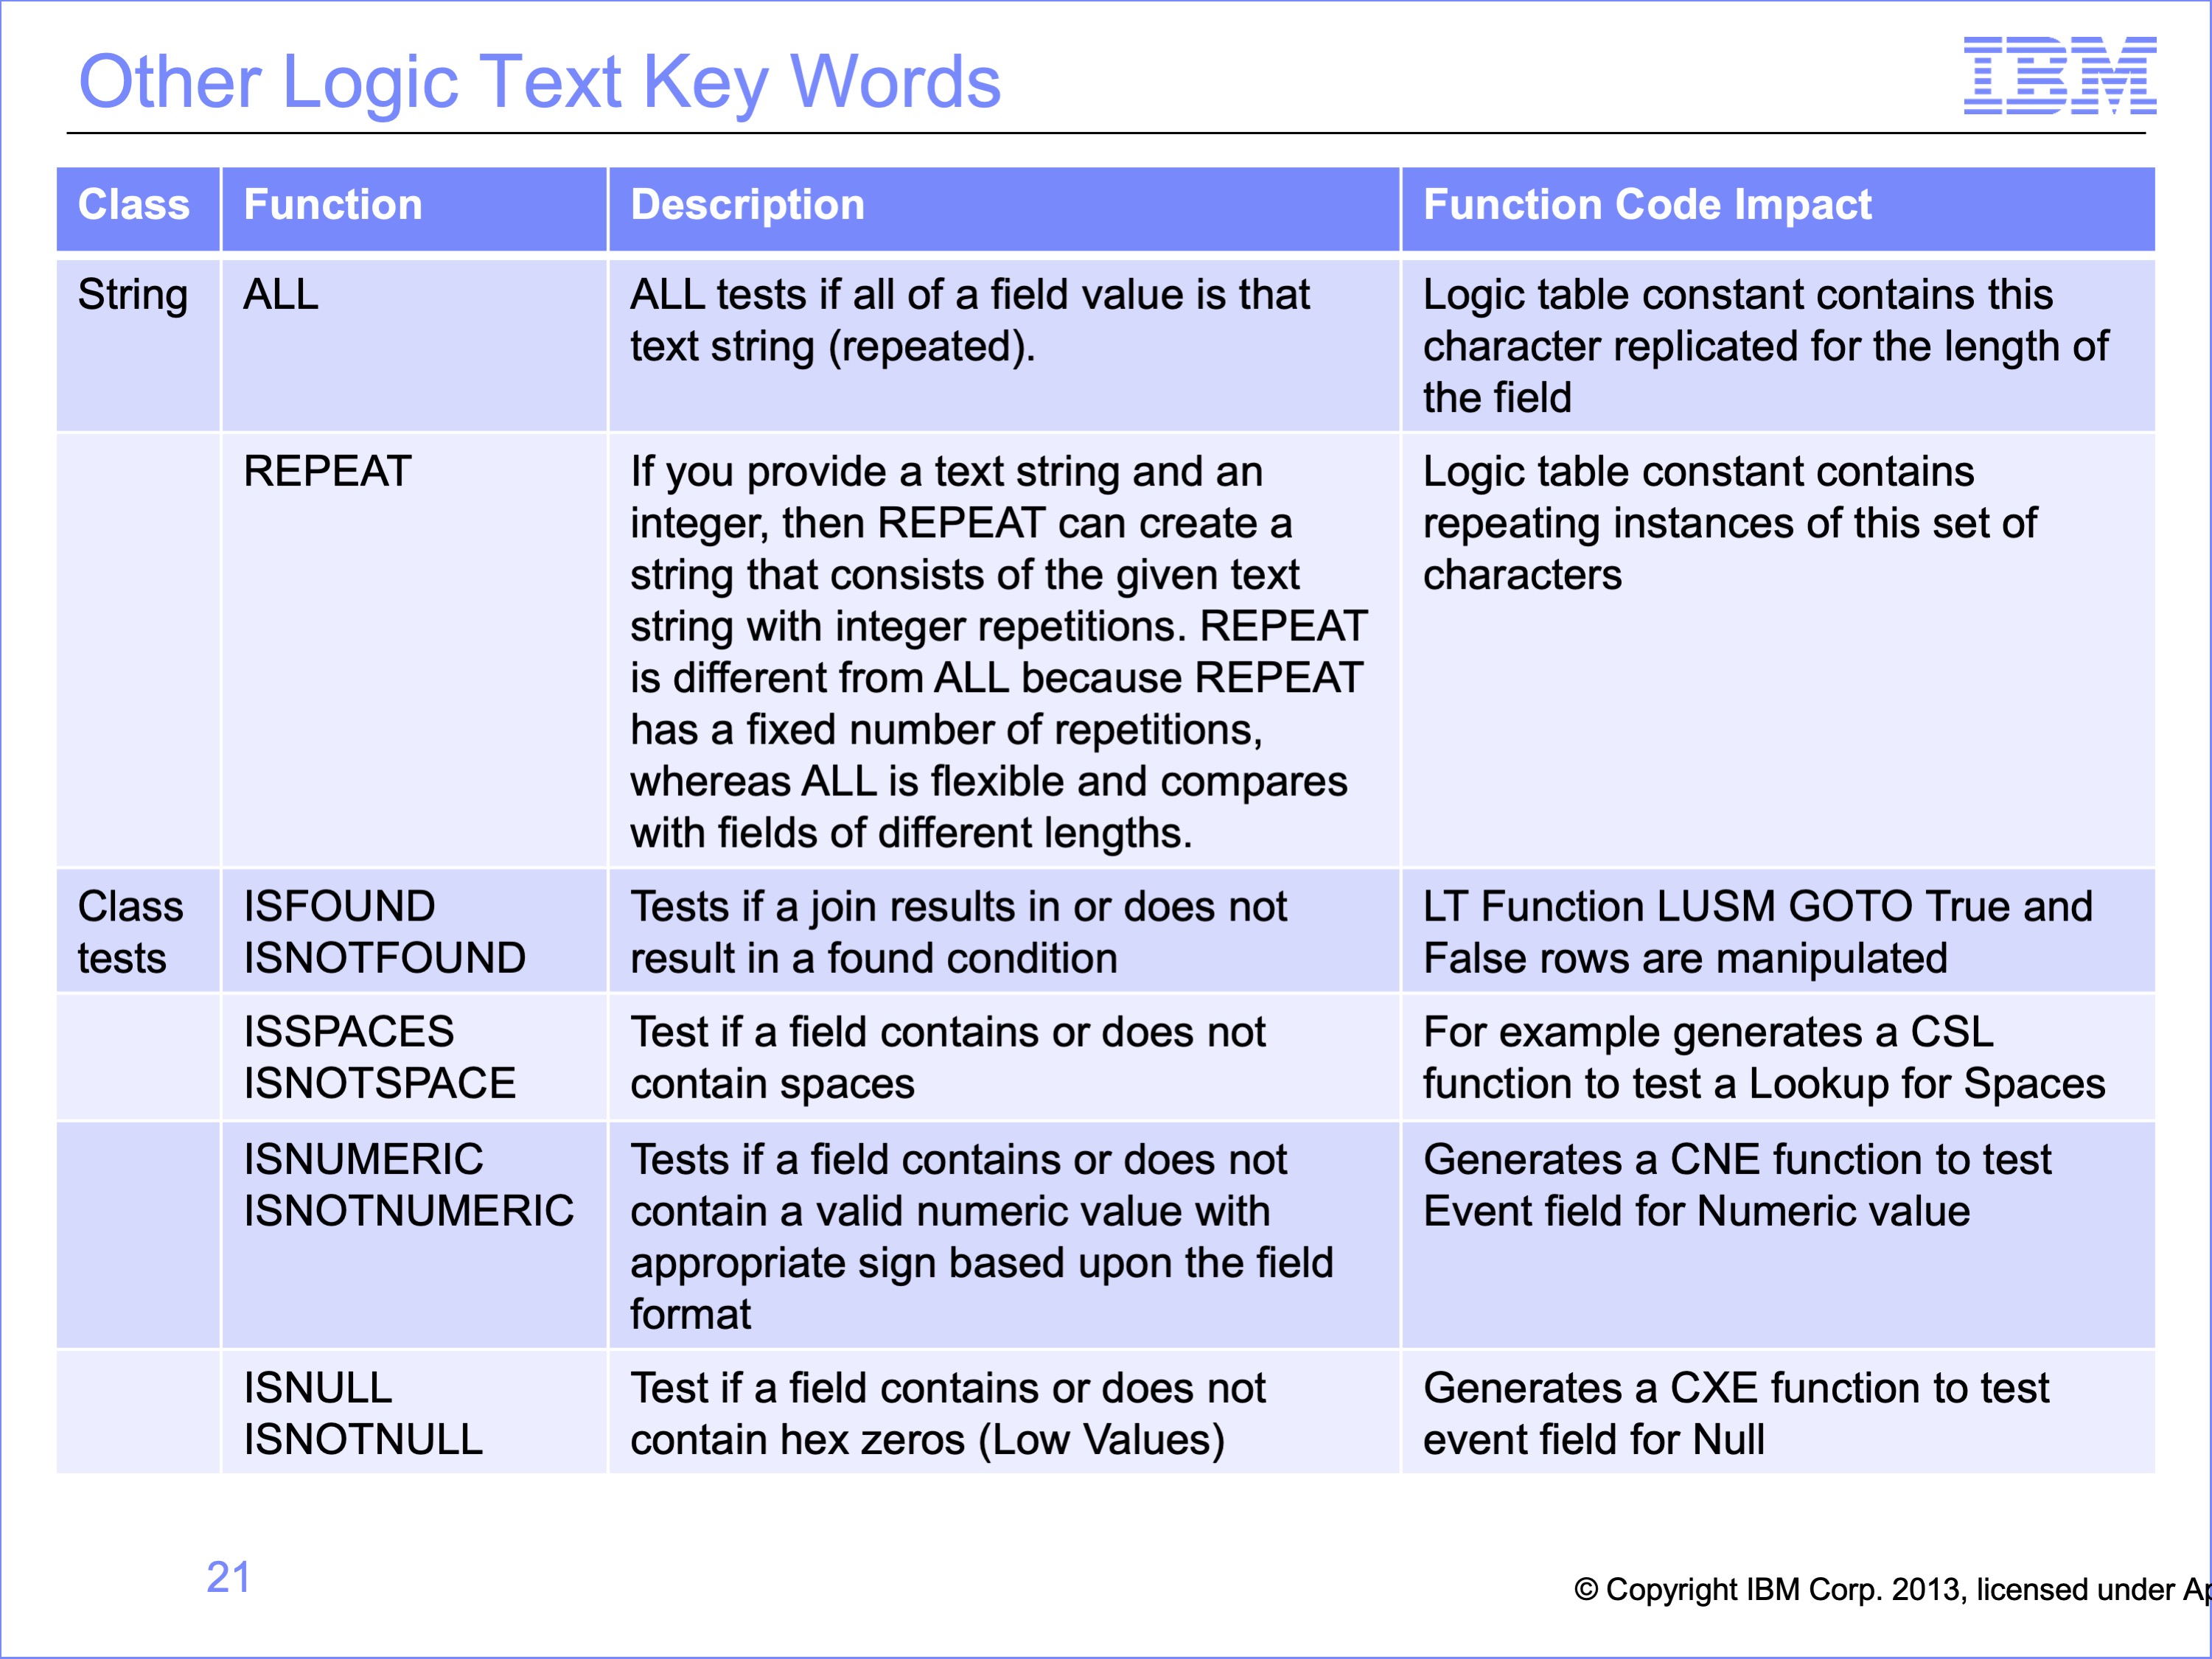 Other Logic Text Key Words
IBM
Class Function Description Function Code Impact
String ALL ALL tests if all of a field value is that Logic table constant contains this
text string (repeated). character replicated for the length of
the field
REPEAT If you provide a text string and an Logic table constant contains
integer, then REPEAT can create a repeating instances of this set of
string that consists of the given text characters
string with integer repetitions. REPEAT
is different from ALL because REPEAT
has a fixed number of repetitions,
whereas ALL is flexible and compares
with fields of different lengths.
Class ISFOUND Tests if a join results in or does not LT Function LUSM GOTO True and
tests ISNOTFOUND result in a found condition False rows are manipulated
ISSPACES Test if a field contains or does not For example generates a CSL
ISNOTSPACE contain spaces function to test a Lookup for Spaces
ISNUMERIC Tests if a field contains or does not Generates a CNE function to test
ISNOTNUMERIC contain a valid numeric value with Event field for Numeric value
appropriate sign based upon the field
format
ISNULL Test if a field contains or does not Generates a CXE function to test
ISNOTNULL contain hex zeros (Low Values) event field for Null
21
© Copyright IBM Corp. 2013, licensed under